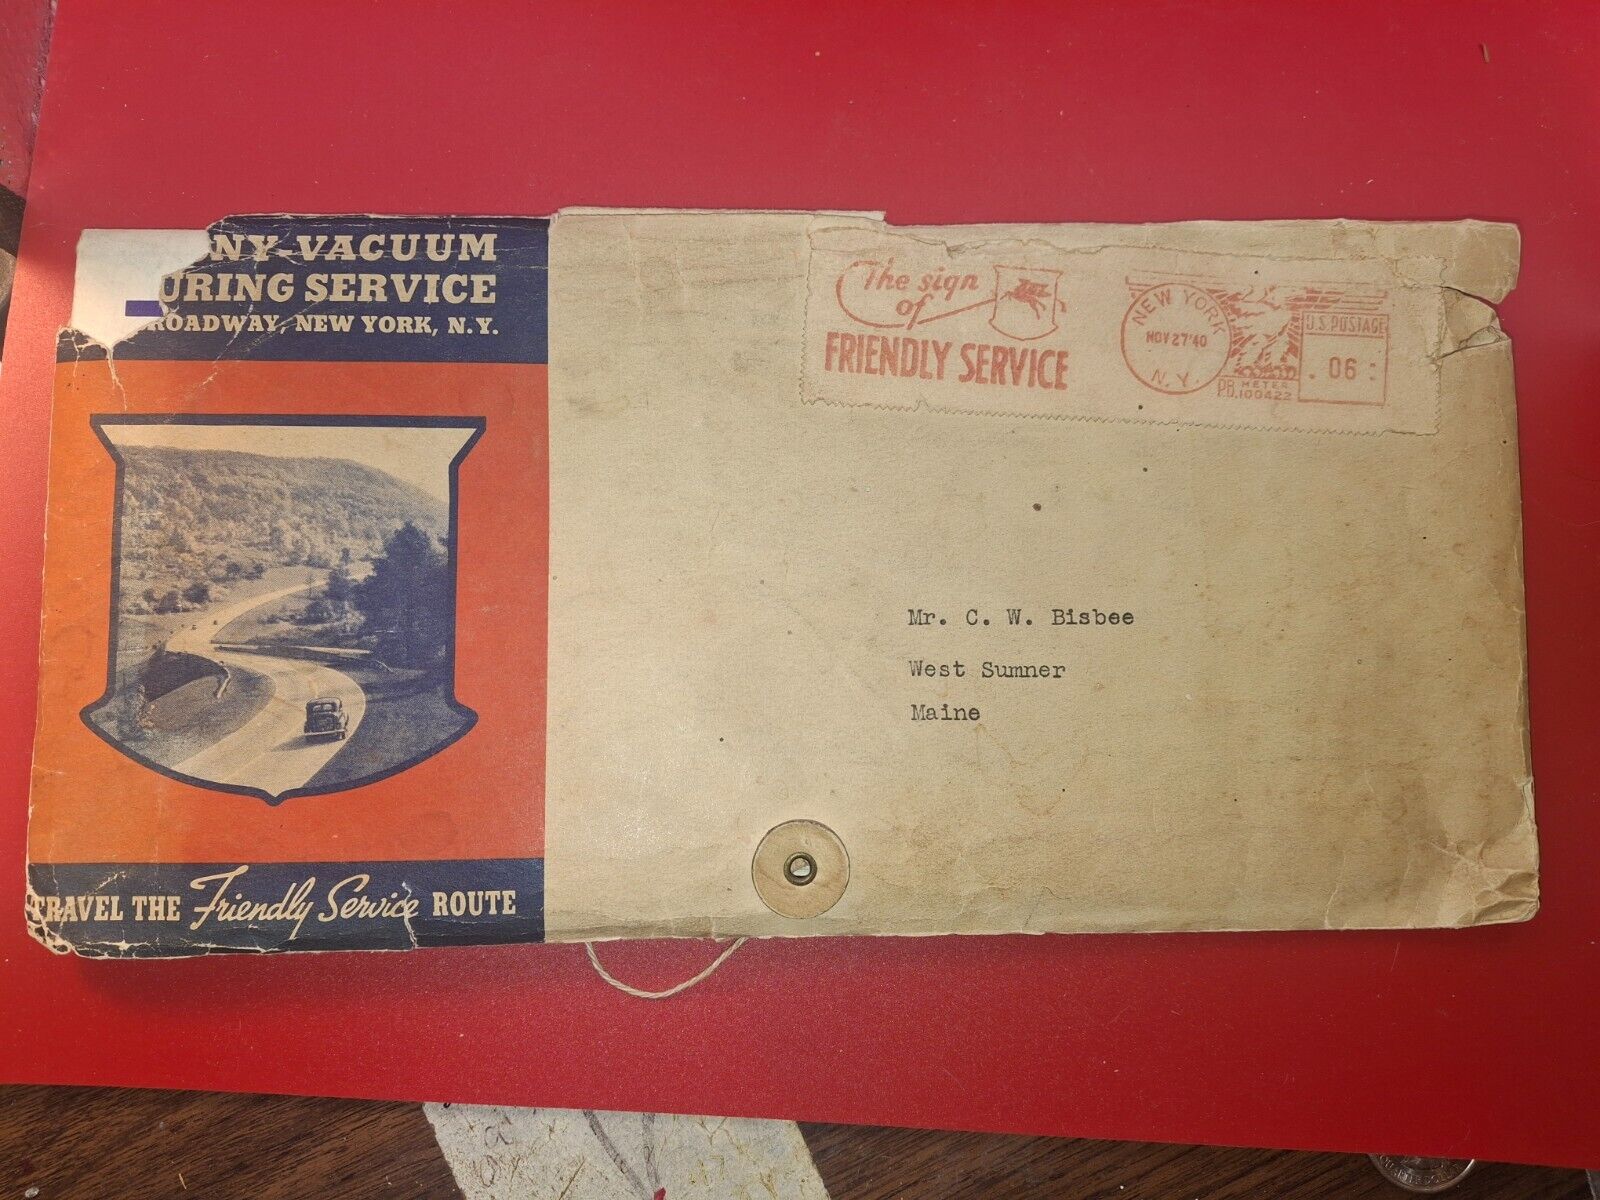 NY-VACUUM
URING SERVICE
ROADWAY, NEW YORK, N.Y.
TRAVEL THE Friendly Service ROUTE
The sign
of
FRIENDLY SERVICE
NEW YORK
NOV 27 '40
N. Y.
U.S. POSTAGE
.06
METER
P.B. 100422
Mr. C. W. Bisbee
West Sumner
Maine